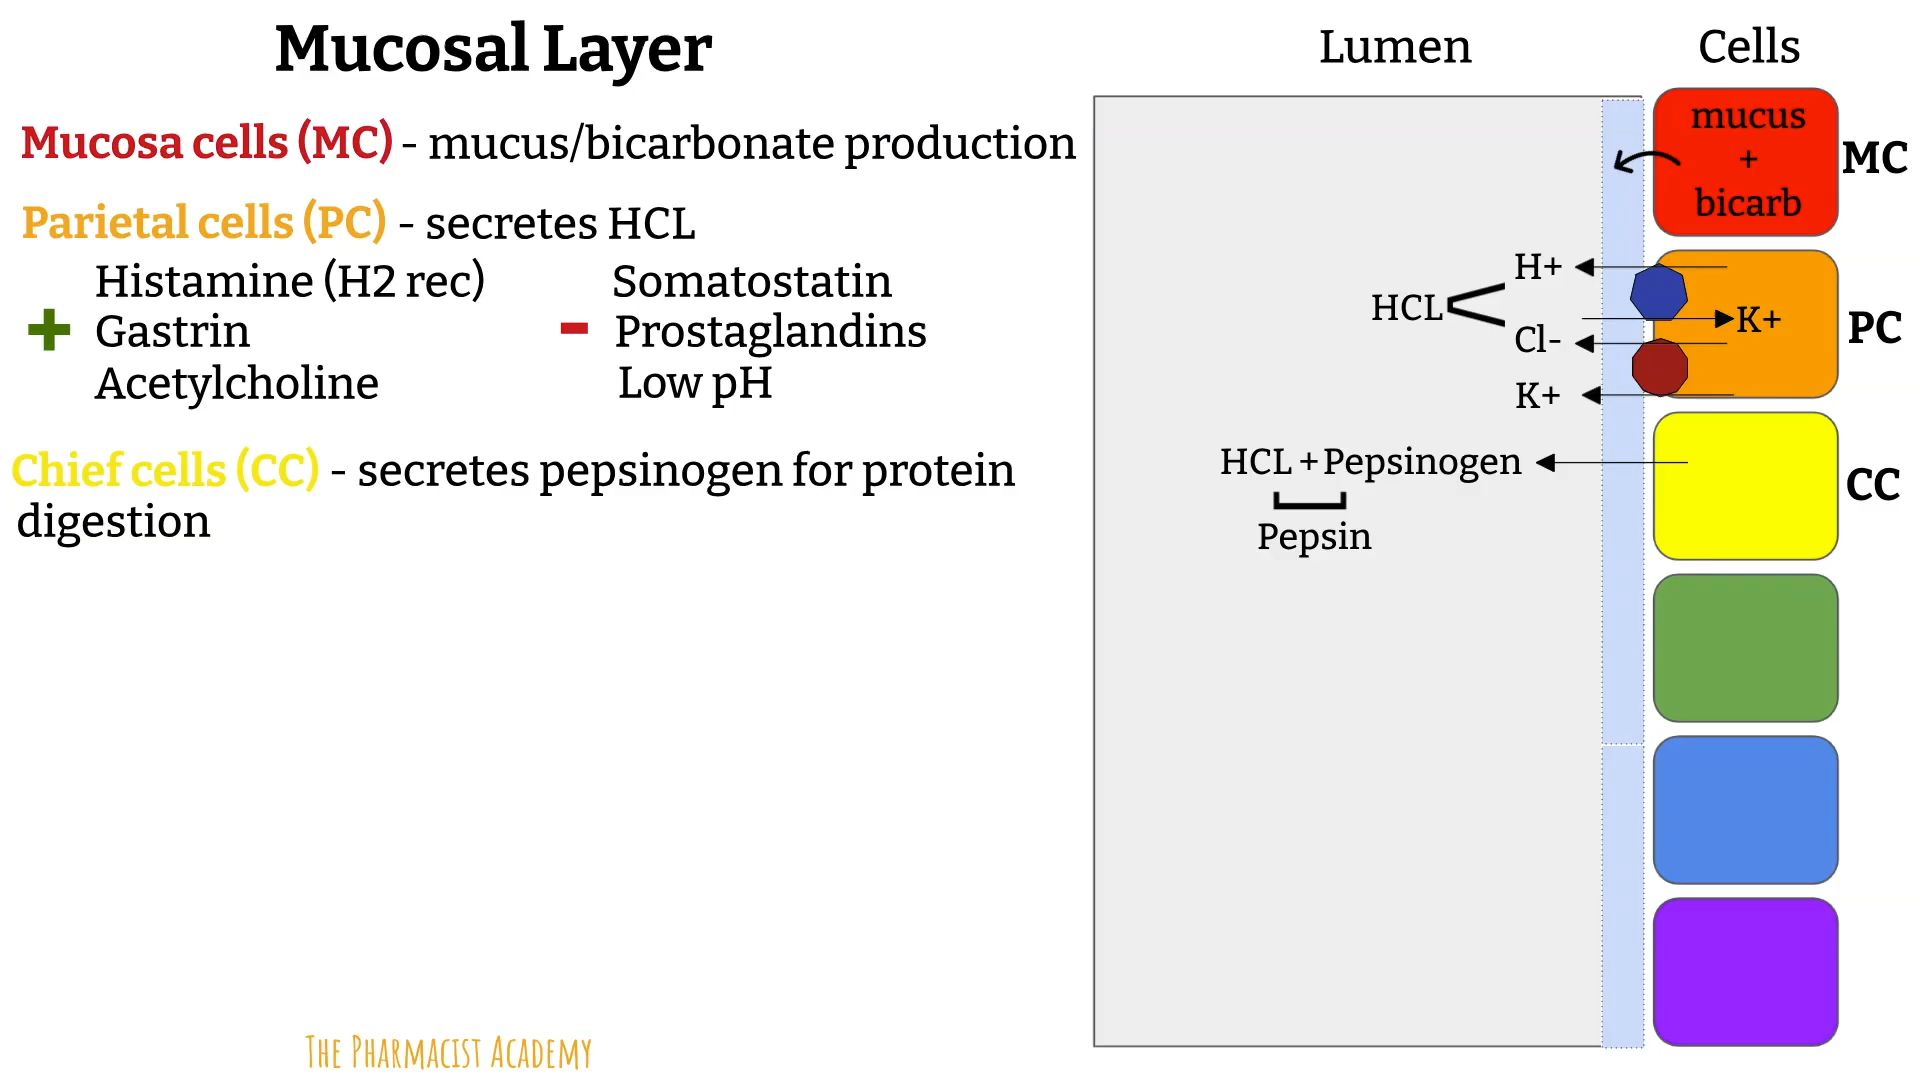 Mucosal Layer
Mucosa cells (MC) - mucus/bicarbonate production
Parietal cells (PC) - secretes HCL
+ Histamine (H2 rec)
Gastrin
Acetylcholine
- Somatostatin
Prostaglandins
Low pH
Chief cells (CC) - secretes pepsinogen for protein
digestion
THE PHARMACIST ACADEMY
Lumen
Cells
mucus
+
bicarb
MC
H+
HCL
Cl-
K+
K+
PC
HCL + Pepsinogen
Pepsin
CC